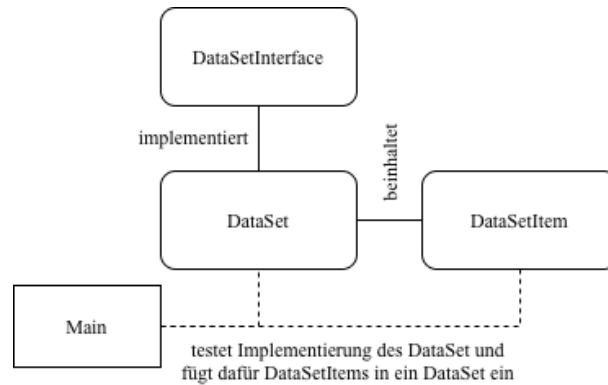 DataSetInterface
implementiert
beinhaltet
DataSet
DataSetItem
Main
testet Implementierung des DataSet und
fügt dafür DataSetItems in ein DataSet ein